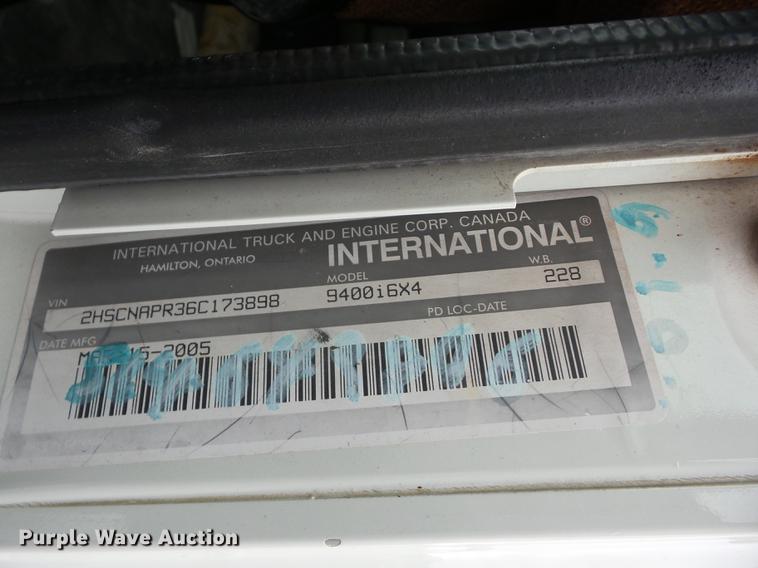 INTERNATIONAL TRUCK AND ENGINE CORP. CANADA
HAMILTON, ONTARIO
INTERNATIONAL®
VIN
MODEL
W.B.
2HSCNAPR36C173898
9400i6X4
228
DATE MFG
PD LOC-DATE
2005
Purple Wave Auction